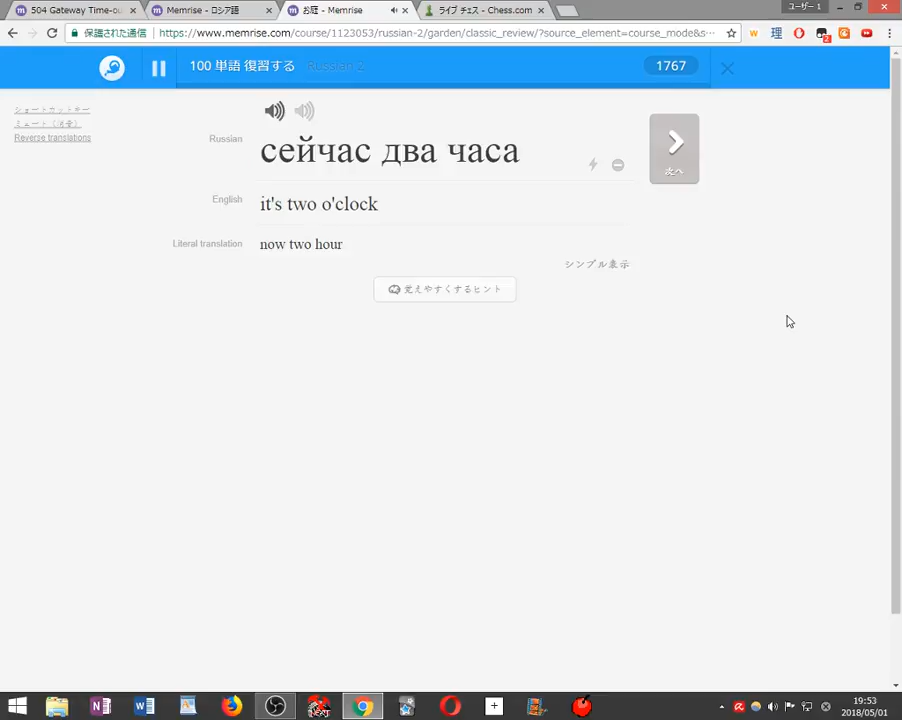 504 Gateway Time-ou
Memrise - ロシア語
お庭 - Memrise
ライブ チェス - Chess.com
ユーザー 1
保護された通信
https://www.memrise.com/course/1123053/russian-2/garden/classic_review/?source_element=course_mode&s...
100 単語 復習する
Russian 2
1767
ショートカットキー
ミュート (消音)
Reverse translations
Russian
сейчас два часа
次へ
English
it's two o'clock
Literal translation
now two hour
シンプル表示
覚えやすくするヒント
19:53
2018/05/01